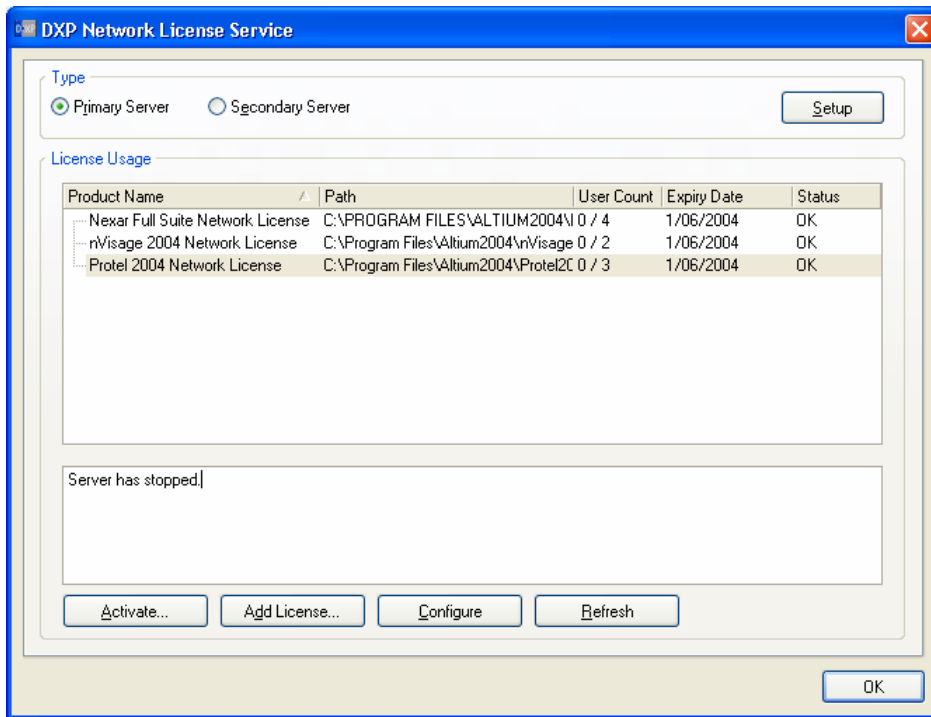 DXP Network License Service
Type
Primary Server Secondary Server Setup
License Usage
Product Name Path User Count Expiry Date Status
Nexar Full Suite Network License C:\PROGRAM FILES\ALTIUM2004\ 0 / 4 1/06/2004 OK
nVisage 2004 Network License C:\Program Files\Altium2004\nVisage 0 / 2 1/06/2004 OK
Protel 2004 Network License C:\Program Files\Altium2004\Protel2 0 / 3 1/06/2004 OK
Server has stopped.
Activate... Add License... Configure Refresh
OK